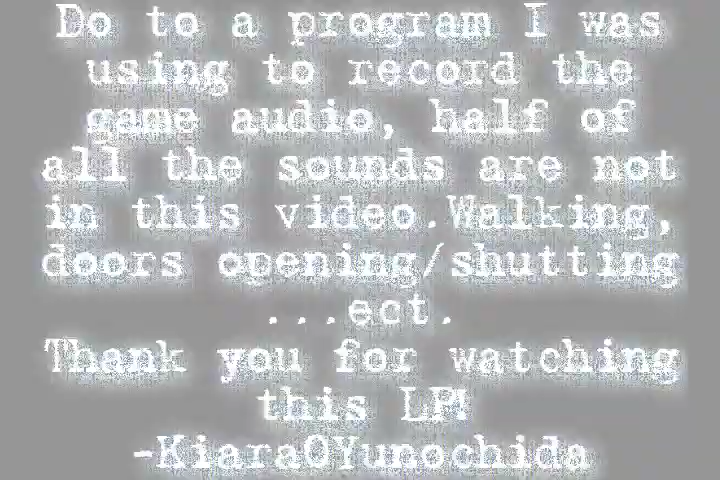 Do to a program I was
using to record the
game audio, half of
all the sounds are not
in this video.Walking,
doors opening/shutting
...ect.
Thank you for watching
this LP!
-KiaraOYunochida